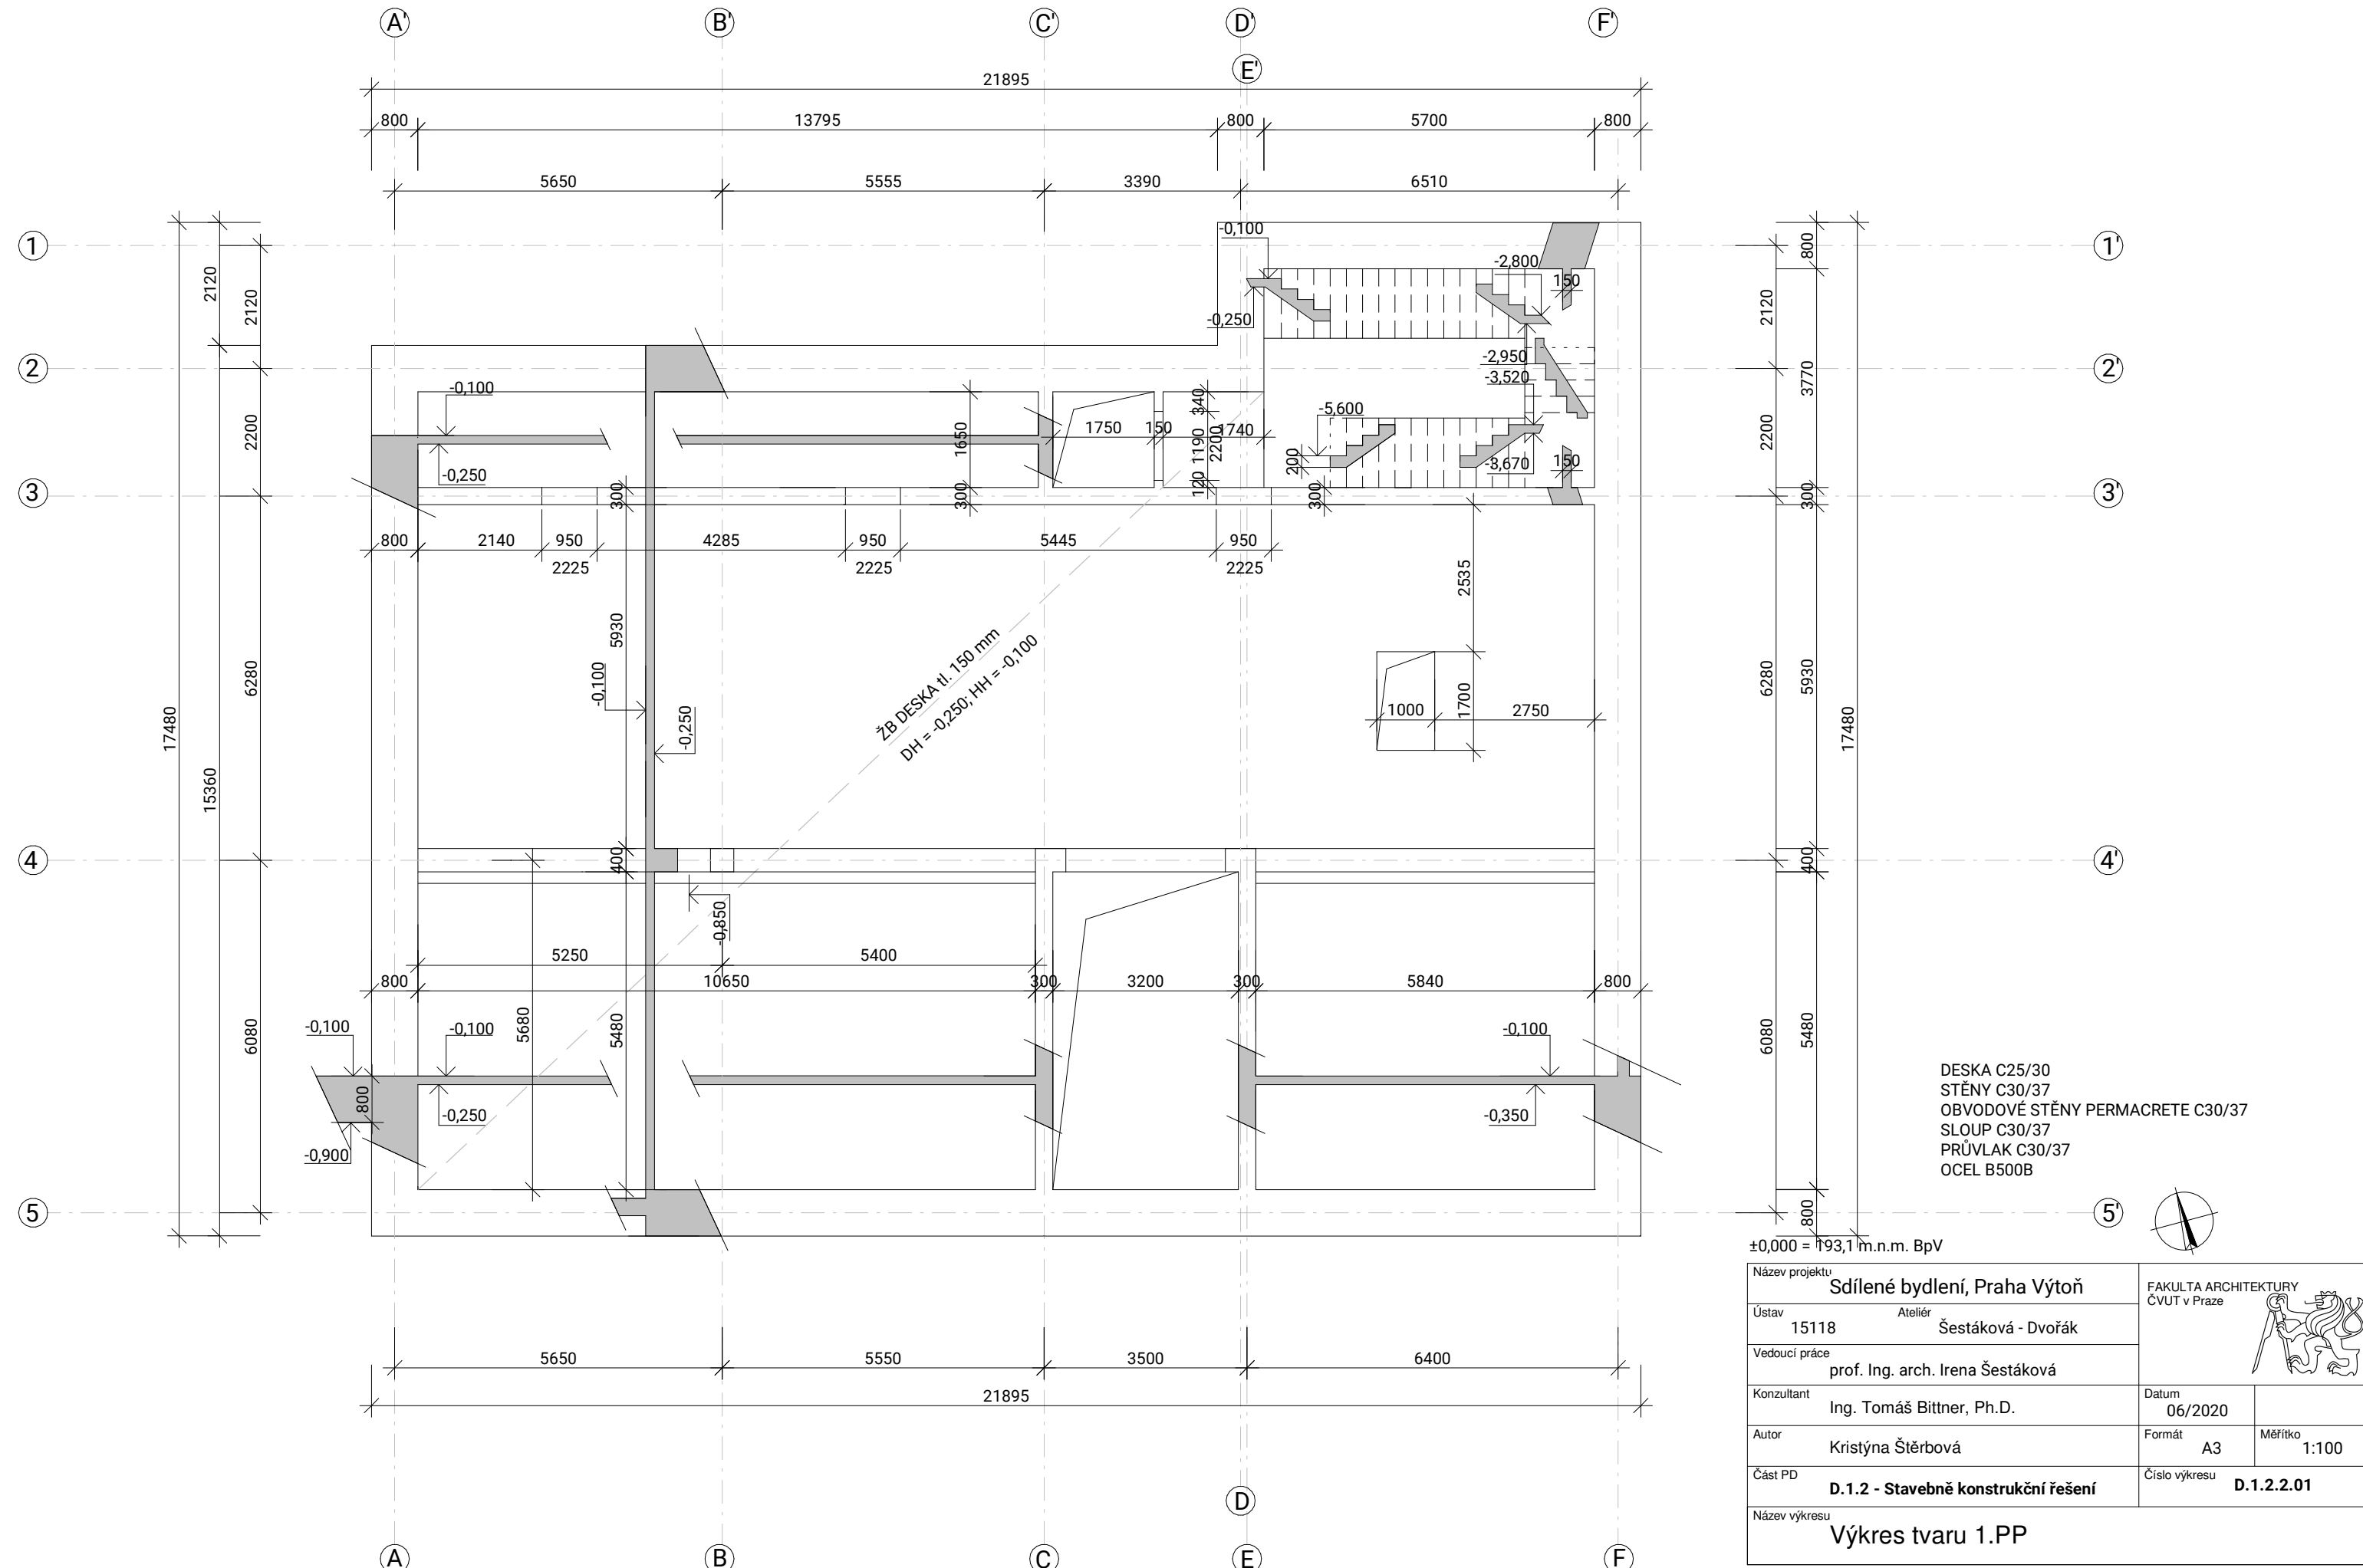 A' B' C' D' F'
E'
21895
800 13795 800 5700 800
5650 5555 3390 6510
1 1'
2120 2120 800 2120
-0,100 -2,800 150
-0,250
-2,950
-3,520
2 2'
-0,100 340 3770
2200 1650 1750 150 1190 2200 1740 -5,600 2200
-0,250 120 200 -3,670 150
3 300 300 300 300 3'
800 2140 950 4285 950 5445 950
2225 2225 2225
2535
5930
-0,100
-0,250
ŽB DESKA tl. 150 mm
DH = -0,250; HH = -0,100
6280 1000 1700 2750 6280 5930
17480 15360 17480
4 400 400 4'
-0,850
5250 5400
800 10650 300 3200 300 5840 800
-0,100 -0,100 5680 5480 -0,100
6080 6080 5480
800 -0,250 -0,350
-0,900
5 800 5'
DESKA C25/30
STĚNY C30/37
OBVODOVÉ STĚNY PERMACRETE C30/37
SLOUP C30/37
PRŮVLAK C30/37
OCEL B500B
±0,000 = 193,1 m.n.m. BpV
5650 5550 3500 6400
21895
D
A B C E F
Název projektu Sdílené bydlení, Praha Výtoň
FAKULTA ARCHITEKTURY
ČVUT v Praze
Ústav 15118 Ateliér Šestáková - Dvořák
Vedoucí práce prof. Ing. arch. Irena Šestáková
Konzultant Ing. Tomáš Bittner, Ph.D. Datum 06/2020
Autor Kristýna Štěrbová Formát A3 Měřítko 1:100
Část PD D.1.2 - Stavebně konstrukční řešení Číslo výkresu D.1.2.2.01
Název výkresu Výkres tvaru 1.PP